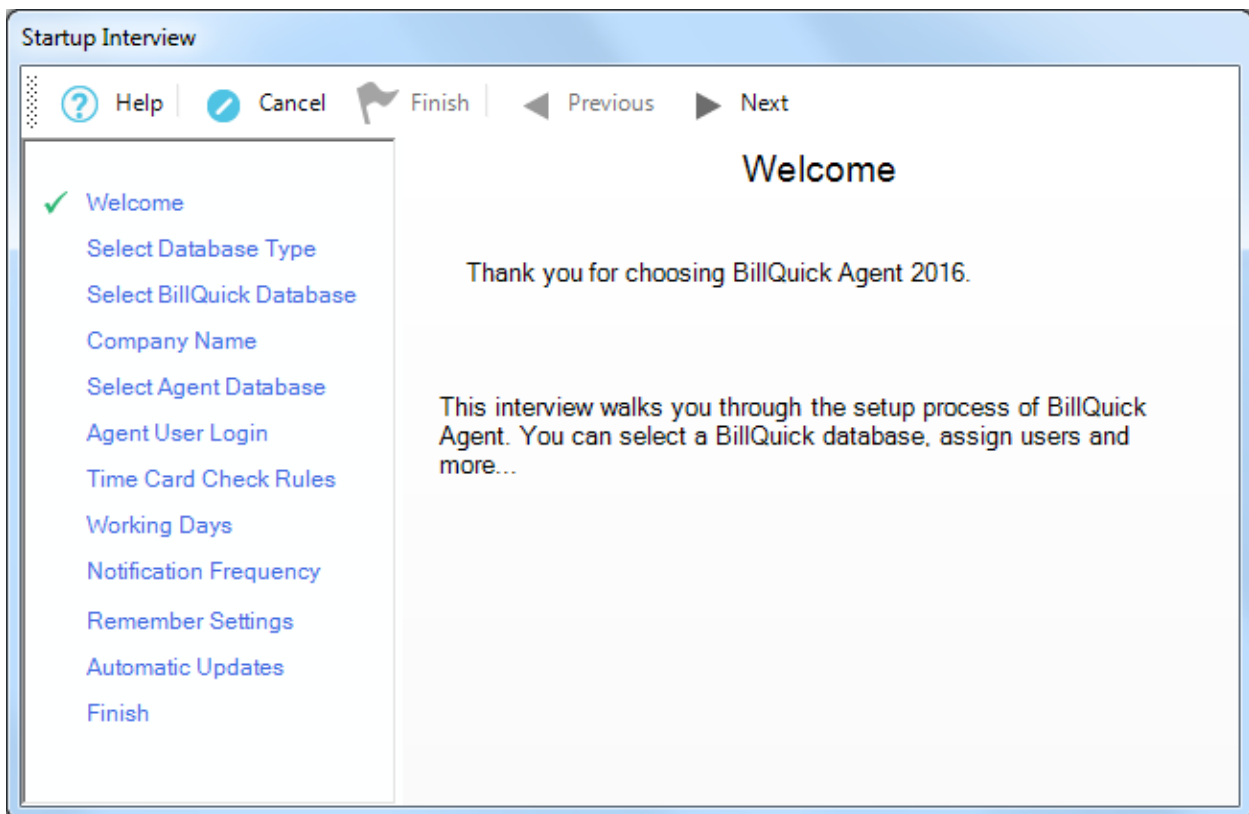 Startup Interview
Help Cancel Finish Previous Next
Welcome
Select Database Type
Select BillQuick Database
Company Name
Select Agent Database
Agent User Login
Time Card Check Rules
Working Days
Notification Frequency
Remember Settings
Automatic Updates
Finish
Welcome
Thank you for choosing BillQuick Agent 2016.
This interview walks you through the setup process of BillQuick
Agent. You can select a BillQuick database, assign users and
more...